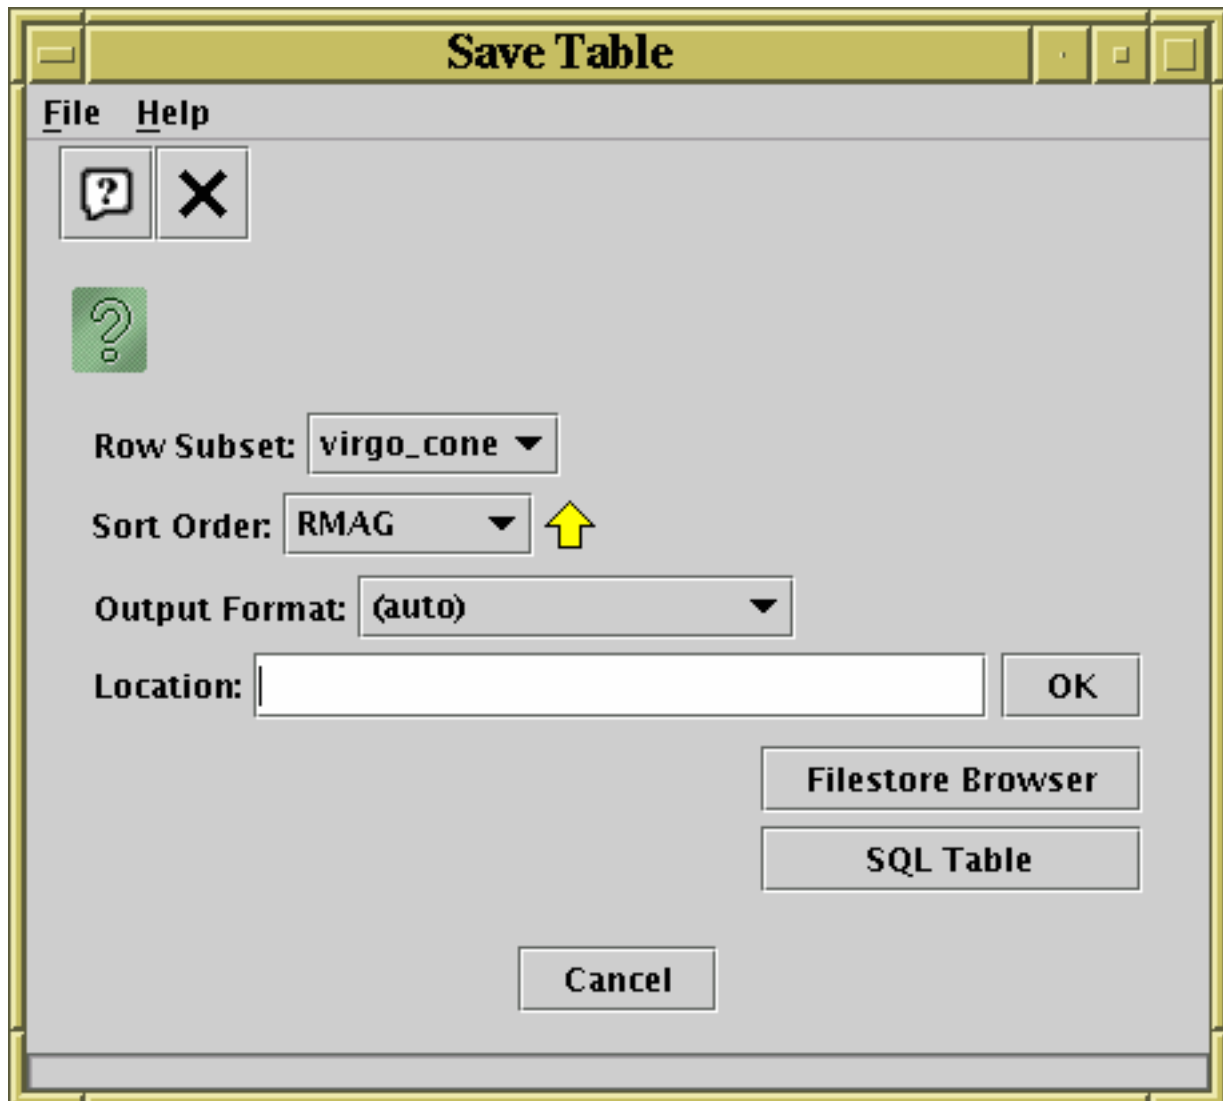 Save Table
File Help
?
?
Row Subset: virgo_cone
Sort Order: RMAG
Output Format: (auto)
Location: OK
Filestore Browser
SQL Table
Cancel